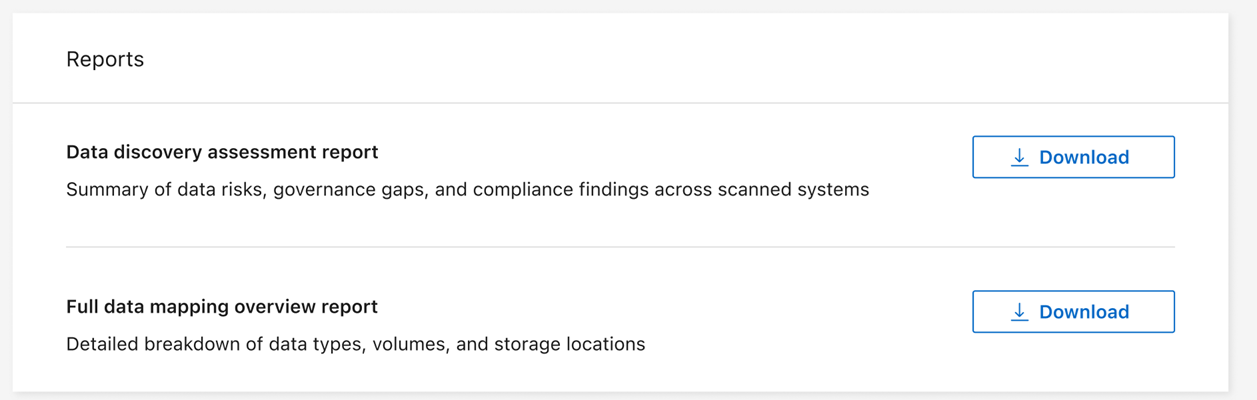 Reports
Data discovery assessment report
Download
Summary of data risks, governance gaps, and compliance findings across scanned systems
Full data mapping overview report
Download
Detailed breakdown of data types, volumes, and storage locations